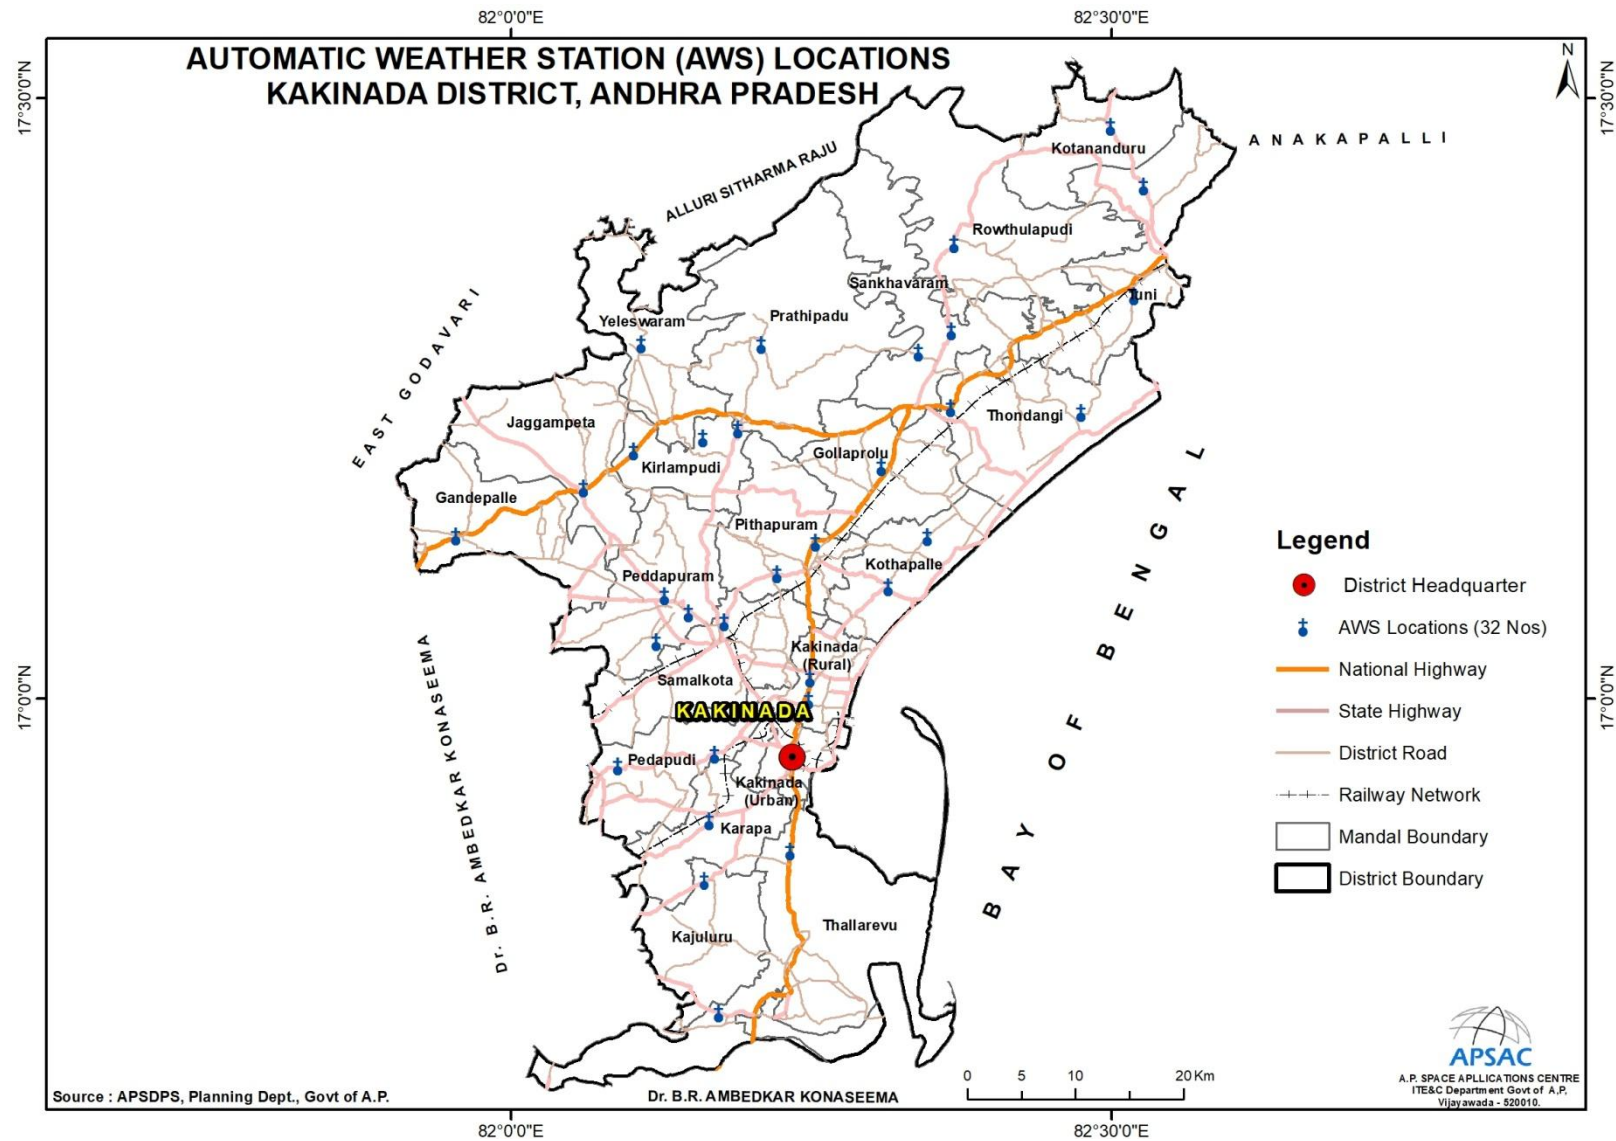 82°0'0"E
82°30'0"E
AUTOMATIC WEATHER STATION (AWS) LOCATIONS
KAKINADA DISTRICT, ANDHRA PRADESH
N
17°30'0"N
17°30'0"N
ANAKAPALLI
ALLURI SITHARMA RAJU
Kotananduru
Rowthulapudi
Sankhavaram
Tuni
EAST GODAVARI
Yeleswaram
Prathipadu
Jaggampeta
Thondangi
Gollaprolu
Kirlampudi
Gandepalle
Pithapuram
Kothapalle
Peddapuram
BAY OF BENGAL
Kakinada
(Rural)
Samalkota
17°0'0"N
17°0'0"N
KAKINADA
Pedapudi
Kakinada
(Urban)
Karapa
Dr. B.R. AMBEDKAR KONASEEMA
Thallarevu
Kajuluru
Legend
District Headquarter
AWS Locations (32 Nos)
National Highway
State Highway
District Road
Railway Network
Mandal Boundary
District Boundary
APSAC
A.P. SPACE APLLICATIONS CENTRE
ITE&C Department Govt of A,P,
Vijayawada - 520010.
0 5 10 20 Km
Source : APSDPS, Planning Dept., Govt of A.P.
Dr. B.R. AMBEDKAR KONASEEMA
82°0'0"E
82°30'0"E